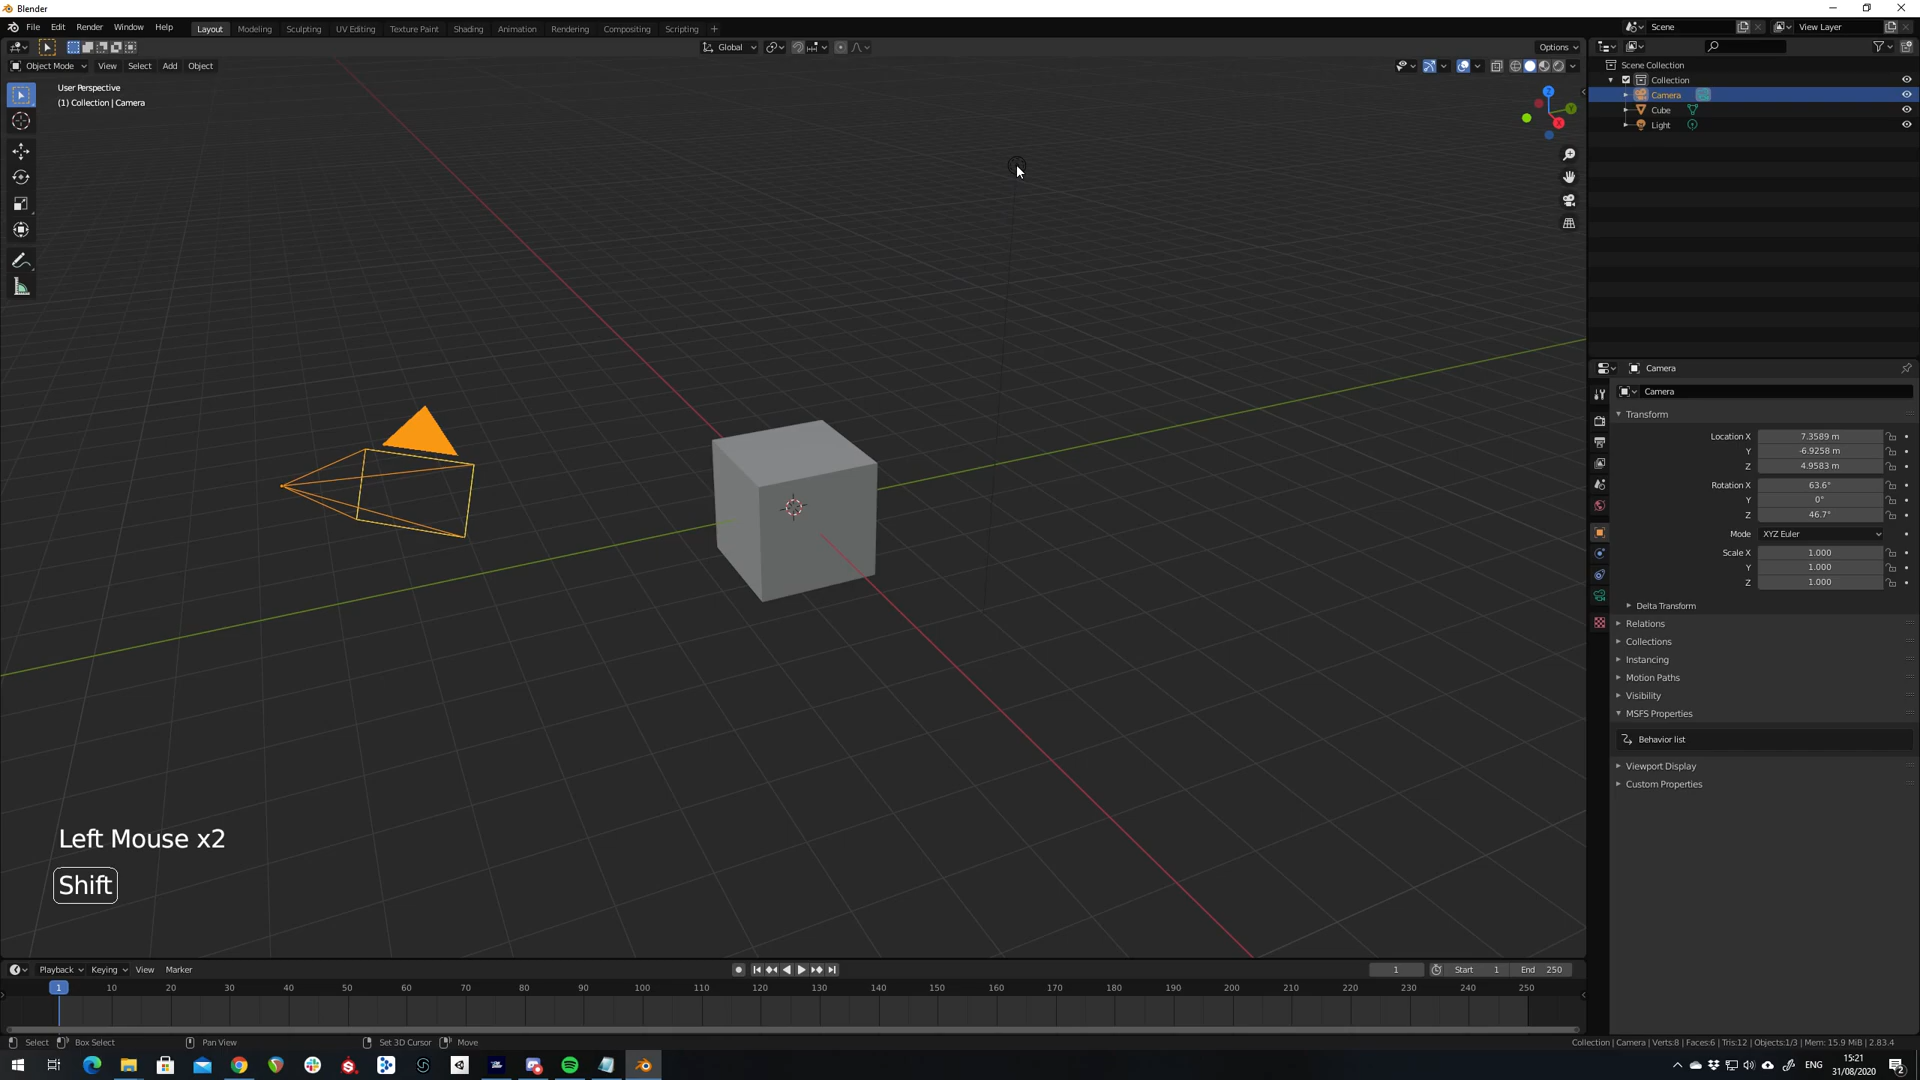 Blender
File Edit Render Window Help
Layout Modeling Sculpting UV Editing Texture Paint Shading Animation Rendering Compositing Scripting +
Scene
View Layer
Global
Options
Object Mode View Select Add Object
User Perspective
(1) Collection | Camera
Z
Y
X
Scene Collection
Collection
Camera
Cube
Light
Camera
Camera
Transform
Location X 7.3589 m
Y -6.9258 m
Z 4.9583 m
Rotation X 63.6°
Y 0°
Z 46.7°
Mode XYZ Euler
Scale X 1.000
Y 1.000
Z 1.000
Delta Transform
Relations
Collections
Instancing
Motion Paths
Visibility
MSFS Properties
Behavior list
Viewport Display
Custom Properties
Left Mouse x2
Shift
Playback Keying View Marker
1 Start 1 End 250
1 10 20 30 40 50 60 70 80 90 100 110 120 130 140 150 160 170 180 190 200 210 220 230 240 250
Select Box Select Pan View Set 3D Cursor Move
Collection | Camera | Verts:8 | Faces:6 | Tris:12 | Objects:1/3 | Mem: 15.9 MiB | 2.83.4
ENG
15:21
31/08/2020
2